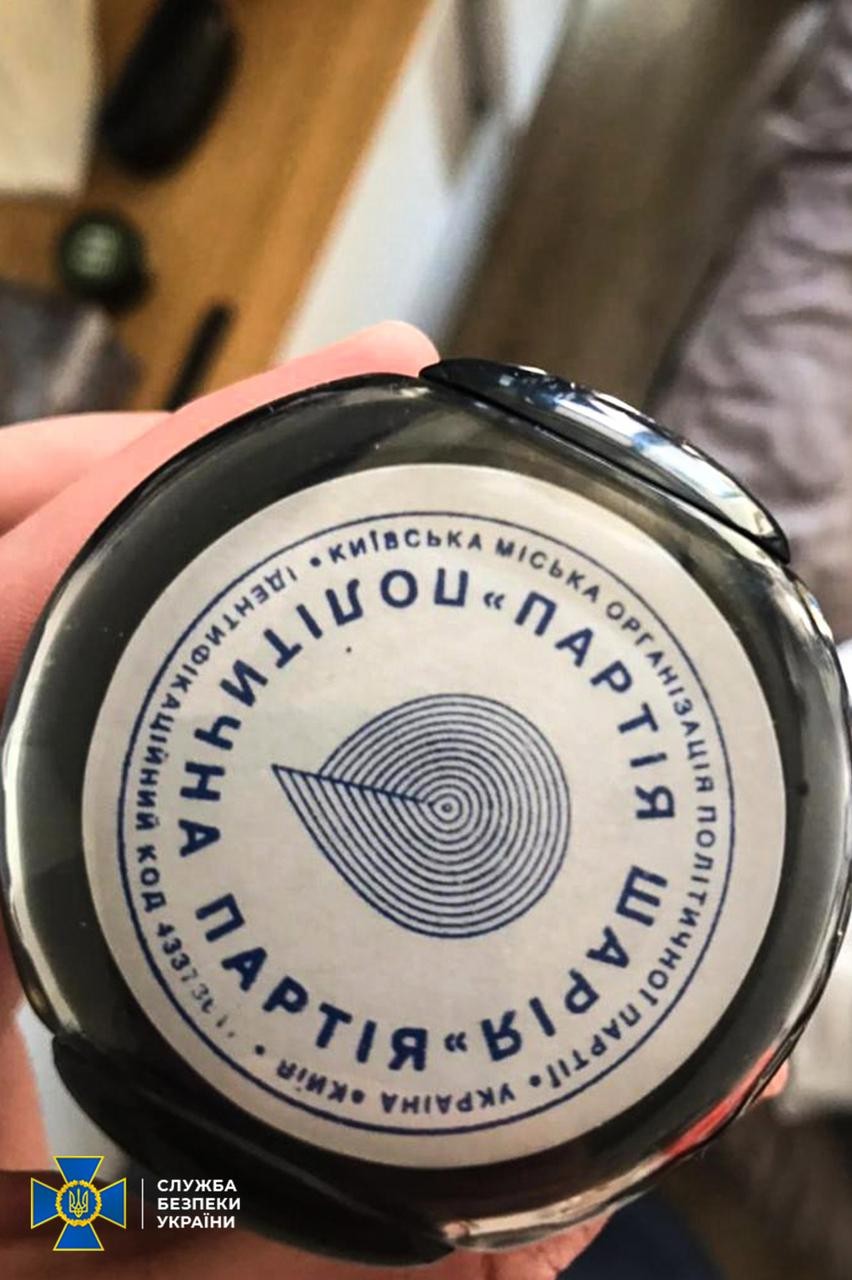 • КИЇВСЬКА МІСЬКА ОРГАНІЗАЦІЯ ПОЛІТИЧНОЇ ПАРТІЇ • УКРАЇНА • КИЇВ • ІДЕНТИФІКАЦІЙНИЙ КОД
ПОЛІТИЧНА ПАРТІЯ «ПАРТІЯ ШАРІЯ»
СЛУЖБА
БЕЗПЕКИ
УКРАЇНИ